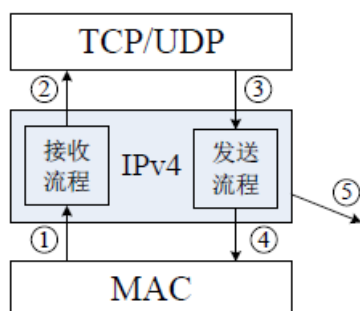 TCP/UDP
② ③
接收
流程
IPv4
发送
流程
⑤
① ④
MAC